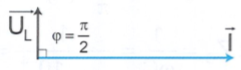 U_L φ = π/2 I